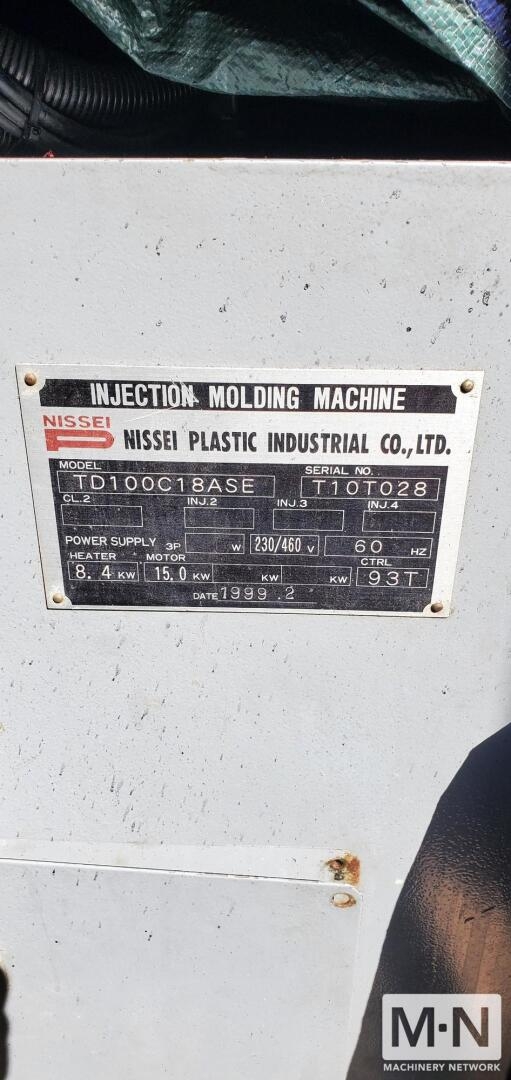 INJECTION MOLDING MACHINE
NISSEI
NISSEI PLASTIC INDUSTRIAL CO.,LTD.
MODEL SERIAL NO.
TD100C18ASE T10T028
CL.2 INJ.2 INJ.3 INJ.4
POWER SUPPLY 3P W 230/460 V 60 HZ
HEATER MOTOR CTRL
8.4 KW 15.0 KW KW KW 93T
DATE 1999.2
M·N
MACHINERY NETWORK